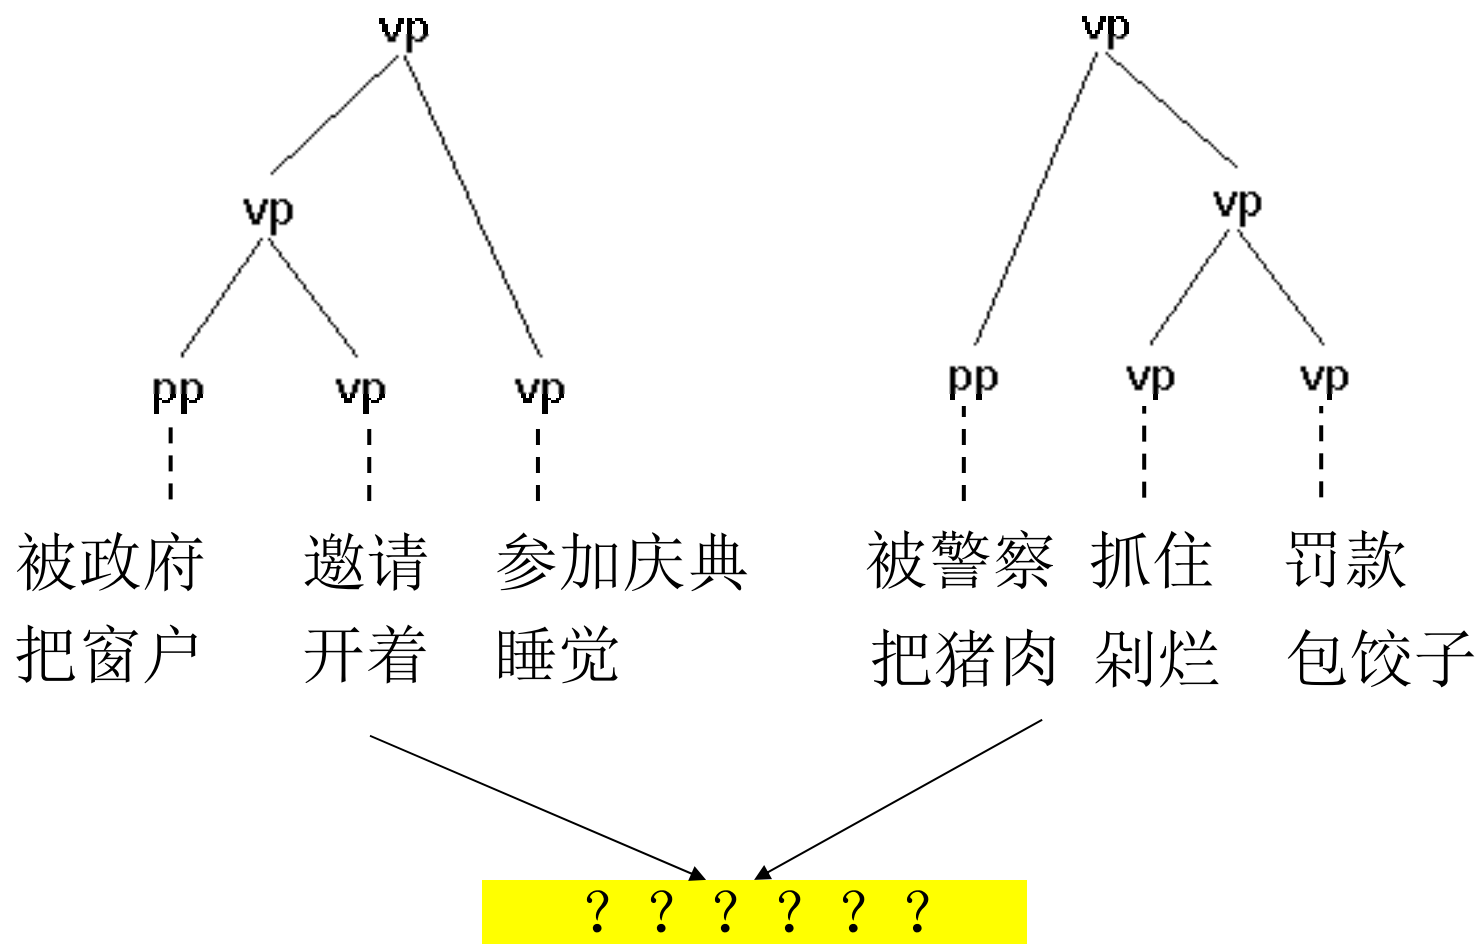 vp vp
vp vp
pp vp vp pp vp vp
被政府 邀请 参加庆典 被警察 抓住 罚款
把窗户 开着 睡觉 把猪肉 剁烂 包饺子
？？？？？？